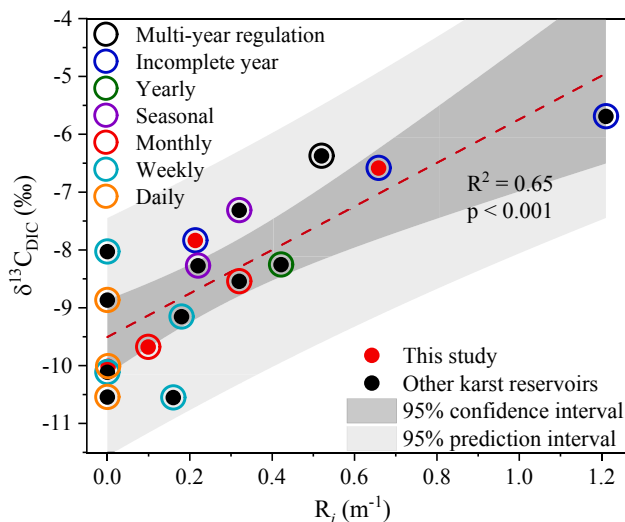 -4
-5
-6
-7
-8
-9
-10
-11
δ¹³C_DIC (‰)
Multi-year regulation
Incomplete year
Yearly
Seasonal
Monthly
Weekly
Daily
R² = 0.65
p < 0.001
This study
Other karst reservoirs
95% confidence interval
95% prediction interval
0.0 0.2 0.4 0.6 0.8 1.0 1.2
R_i (m⁻¹)